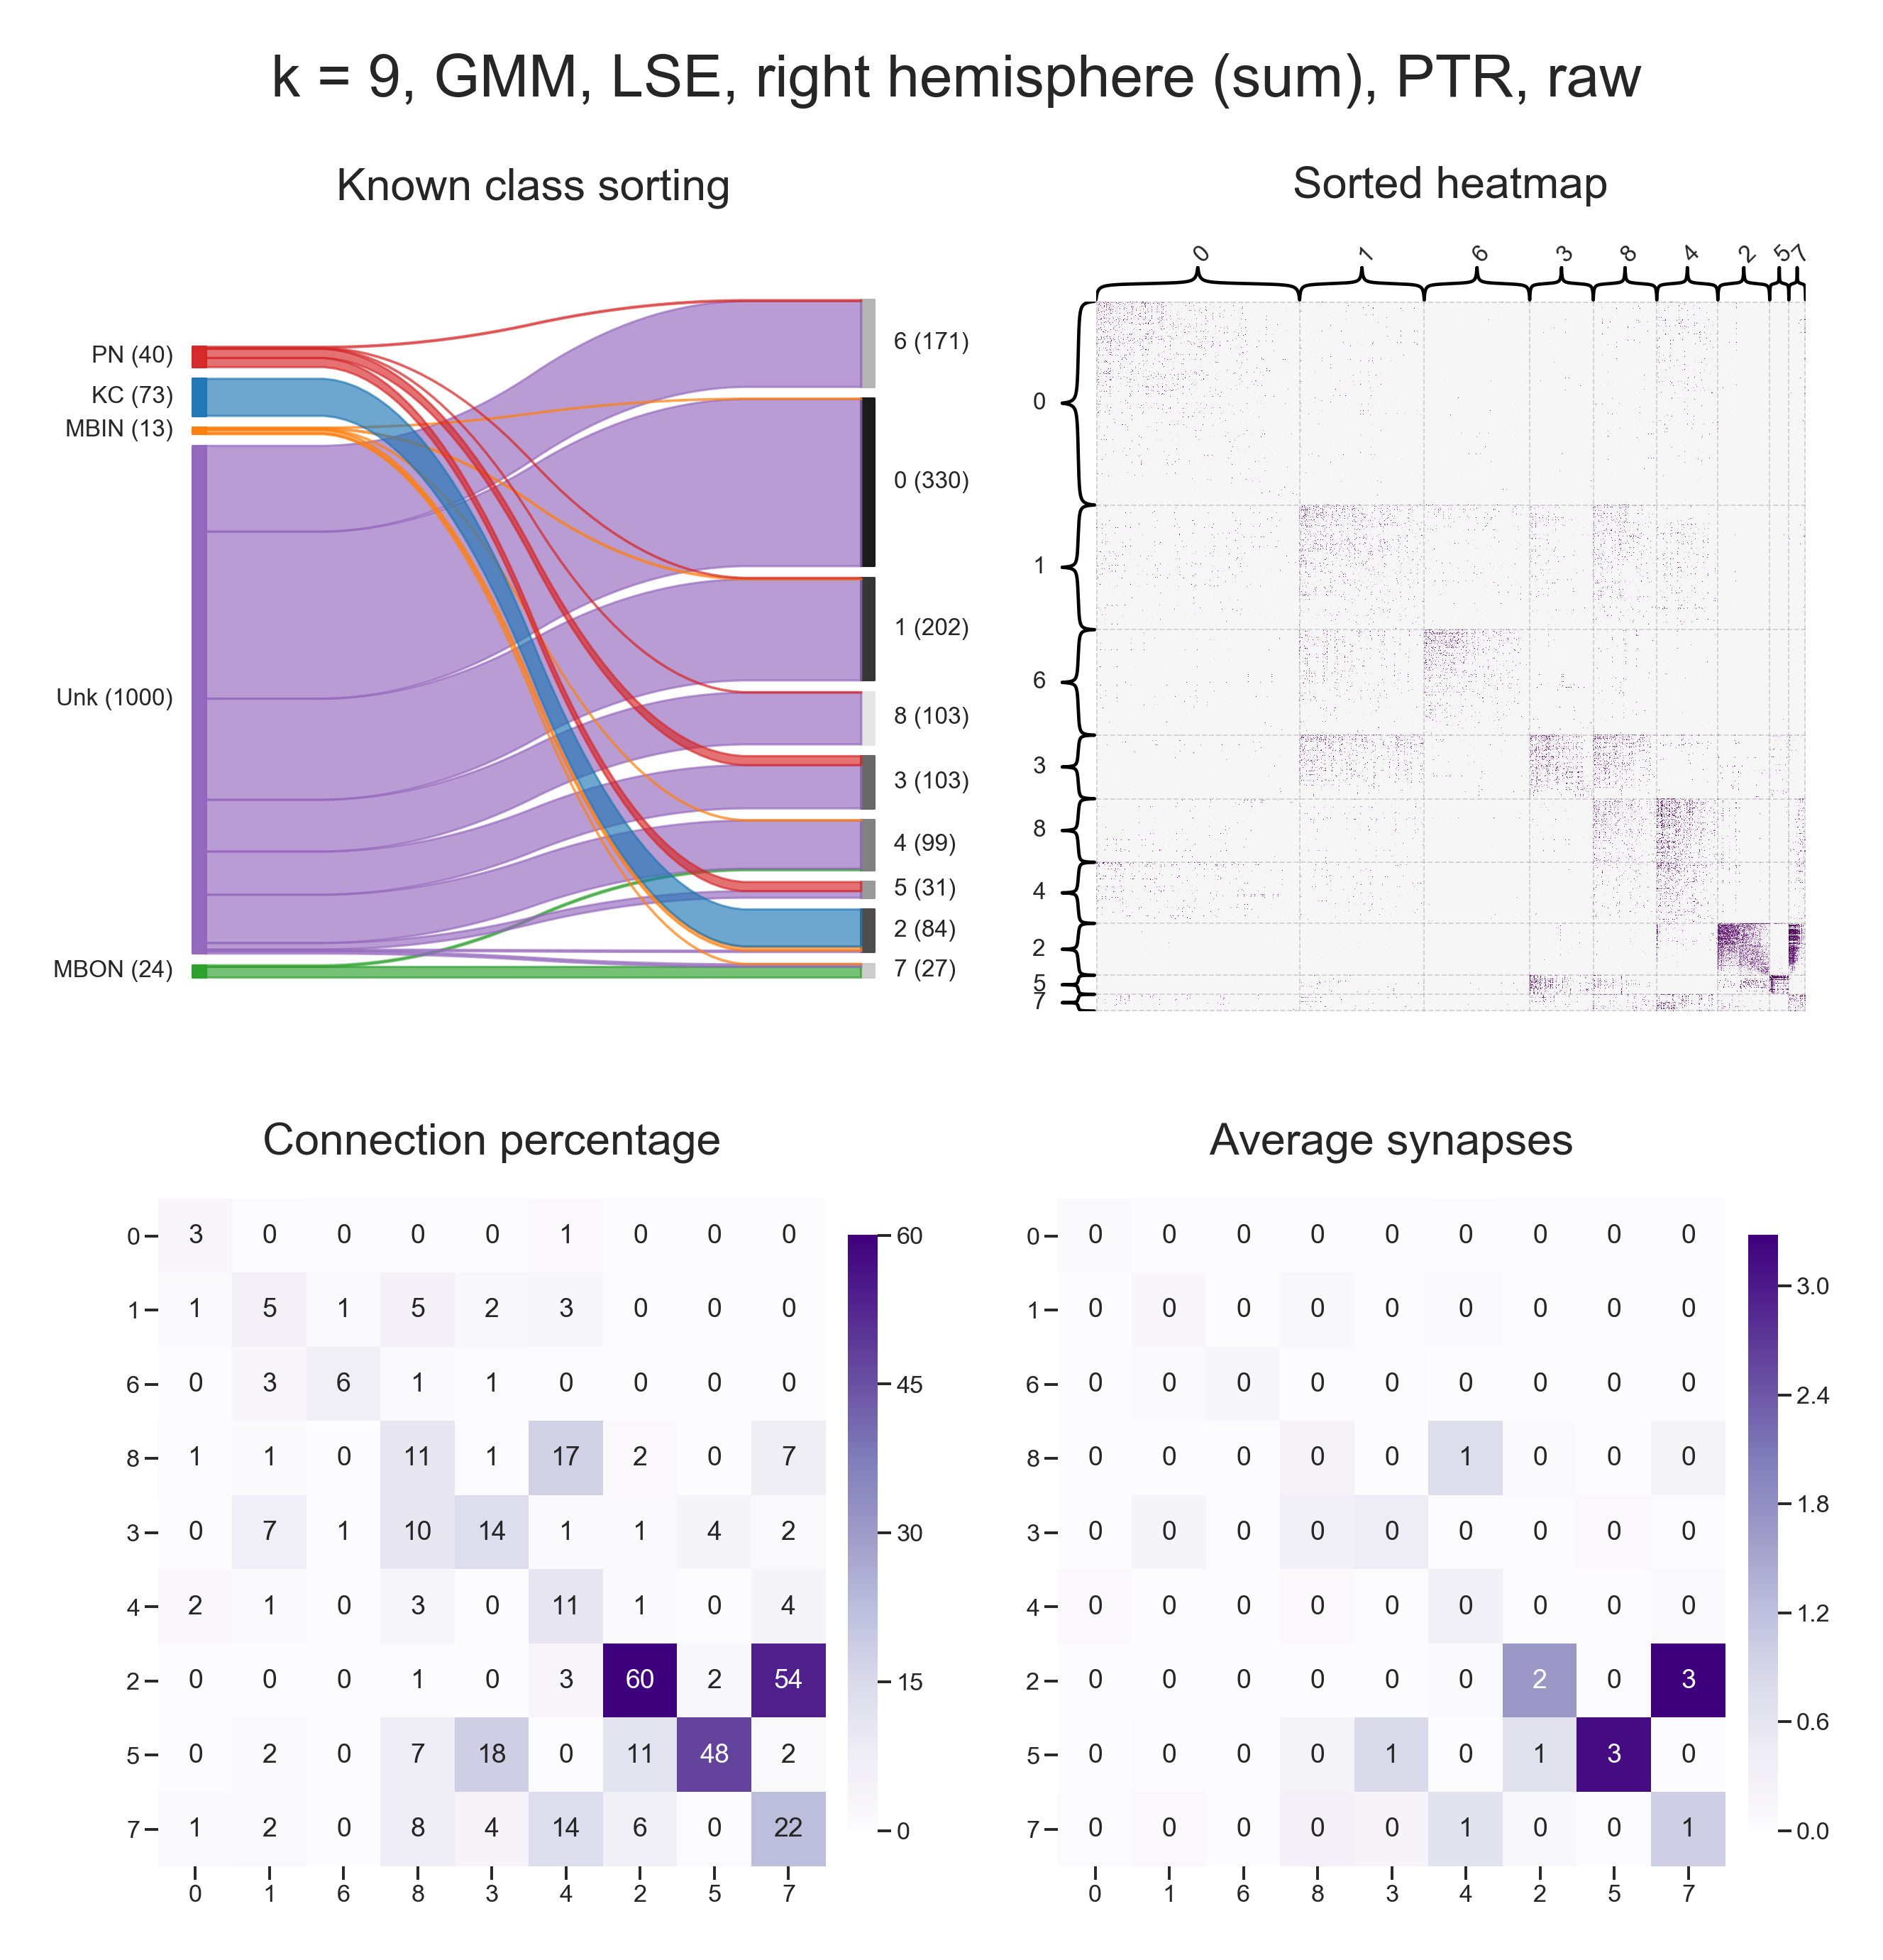 k = 9, GMM, LSE, right hemisphere (sum), PTR, raw
Known class sorting
PN (40)
KC (73)
MBIN (13)
Unk (1000)
MBON (24)
6 (171)
0 (330)
1 (202)
8 (103)
3 (103)
4 (99)
5 (31)
2 (84)
7 (27)
Sorted heatmap
0 1 6 3 8 4 2 5 7
0
1
6
3
8
4
2
5
7
Connection percentage
0 3 0 0 0 0 1 0 0 0
1 1 5 1 5 2 3 0 0 0
6 0 3 6 1 1 0 0 0 0
8 1 1 0 11 1 17 2 0 7
3 0 7 1 10 14 1 1 4 2
4 2 1 0 3 0 11 1 0 4
2 0 0 0 1 0 3 60 2 54
5 0 2 0 7 18 0 11 48 2
7 1 2 0 8 4 14 6 0 22
0 1 6 8 3 4 2 5 7
60
45
30
15
0
Average synapses
0 0 0 0 0 0 0 0 0 0
1 0 0 0 0 0 0 0 0 0
6 0 0 0 0 0 0 0 0 0
8 0 0 0 0 0 1 0 0 0
3 0 0 0 0 0 0 0 0 0
4 0 0 0 0 0 0 0 0 0
2 0 0 0 0 0 0 2 0 3
5 0 0 0 0 1 0 1 3 0
7 0 0 0 0 0 1 0 0 1
0 1 6 8 3 4 2 5 7
3.0
2.4
1.8
1.2
0.6
0.0